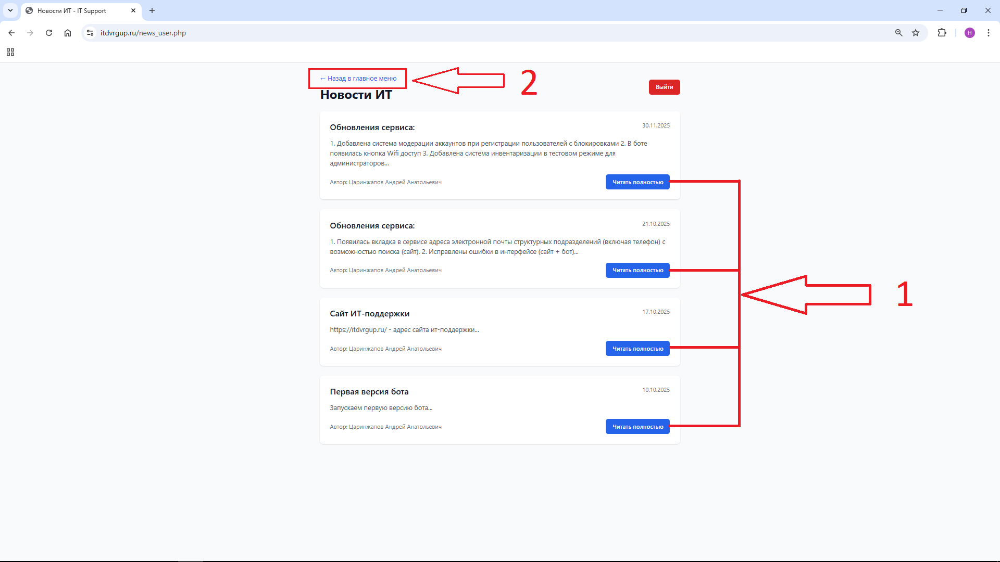 Новости ИТ - IT Support
itdvrgup.ru/news_user.php
H
← Назад в главное меню
2
Новости ИТ
Выйти
Обновления сервиса:
30.11.2025
1. Добавлена система модерации аккаунтов при регистрации пользователей с блокировками 2. В боте
появилась кнопка Wifi доступ 3. Добавлена система инвентаризации в тестовом режиме для
администраторов...
Автор: Царинжапов Андрей Анатольевич
Читать полностью
Обновления сервиса:
21.10.2025
1. Появилась вкладка в сервисе адреса электронной почты структурных подразделений (включая телефон) с
возможностью поиска (сайт). 2. Исправлены ошибки в интерфейсе (сайт + бот)...
Автор: Царинжапов Андрей Анатольевич
Читать полностью
1
Сайт ИТ-поддержки
17.10.2025
https://itdvrgup.ru/ - адрес сайта ит-поддержки...
Автор: Царинжапов Андрей Анатольевич
Читать полностью
Первая версия бота
10.10.2025
Запускаем первую версию бота...
Автор: Царинжапов Андрей Анатольевич
Читать полностью